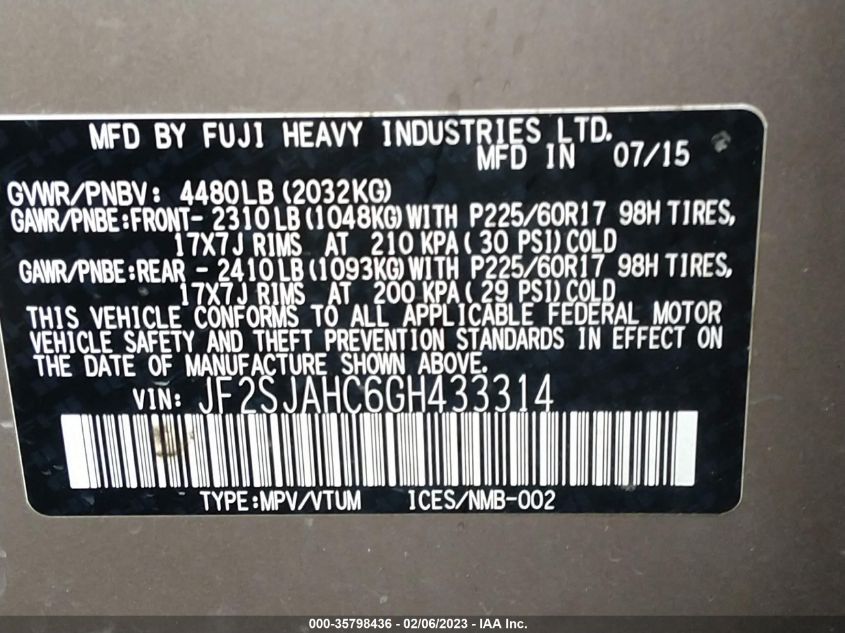 MFD BY FUJI HEAVY INDUSTRIES LTD.
MFD IN 07/15
GVWR/PNBV: 4480LB (2032KG)
GAWR/PNBE:FRONT- 2310 LB (1048KG) WITH P225/60R17 98H TIRES,
17X7J RIMS AT 210 KPA ( 30 PSI) COLD
GAWR/PNBE:REAR - 2410 LB (1093KG) WITH P225/60R17 98H TIRES,
17X7J RIMS AT 200 KPA ( 29 PSI) COLD
THIS VEHICLE CONFORMS TO ALL APPLICABLE FEDERAL MOTOR
VEHICLE SAFETY AND THEFT PREVENTION STANDARDS IN EFFECT ON
THE DATE OF MANUFACTURE SHOWN ABOVE.
VIN: JF2SJAHC6GH433314
TYPE:MPV/VTUM ICES/NMB-002
000-35798436 - 02/06/2023 - IAA Inc.